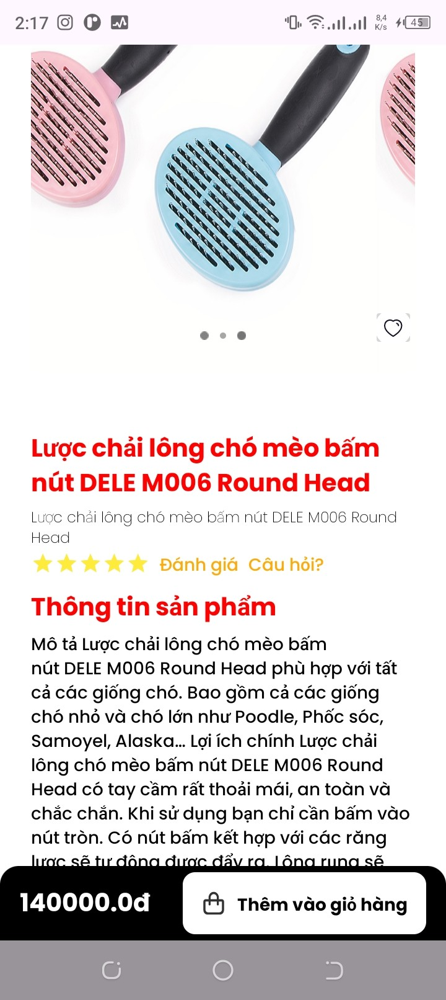 2:17
8,4
K/s
45
Lược chải lông chó mèo bấm
nút DELE M006 Round Head
Lược chải lông chó mèo bấm nút DELE M006 Round
Head
Đánh giá Câu hỏi?
Thông tin sản phẩm
Mô tả Lược chải lông chó mèo bấm
nút DELE M006 Round Head phù hợp với tất
cả các giống chó. Bao gồm cả các giống
chó nhỏ và chó lớn như Poodle, Phốc sóc,
Samoyel, Alaska... Lợi ích chính Lược chải
lông chó mèo bấm nút DELE M006 Round
Head có tay cầm rất thoải mái, an toàn và
chắc chắn. Khi sử dụng bạn chỉ cần bấm vào
nút tròn. Có nút bấm kết hợp với các răng
lược sẽ tự động được đẩy ra. Lông rụng sẽ
140000.0đ
Thêm vào giỏ hàng